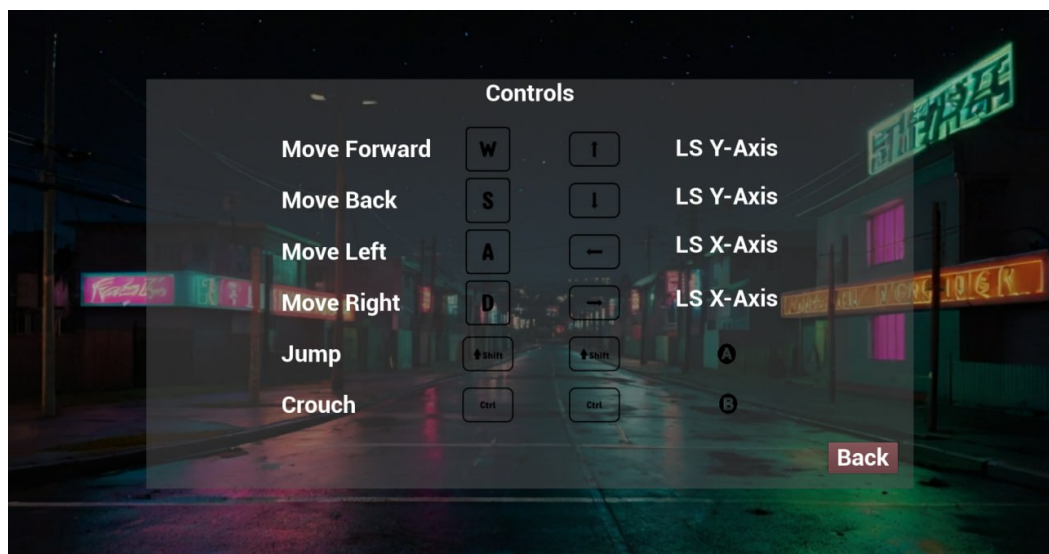 Controls
Move Forward W ↑ LS Y-Axis
Move Back S ↓ LS Y-Axis
Move Left A ← LS X-Axis
Move Right D → LS X-Axis
Jump Shift Shift A
Crouch Ctrl Ctrl B
Back